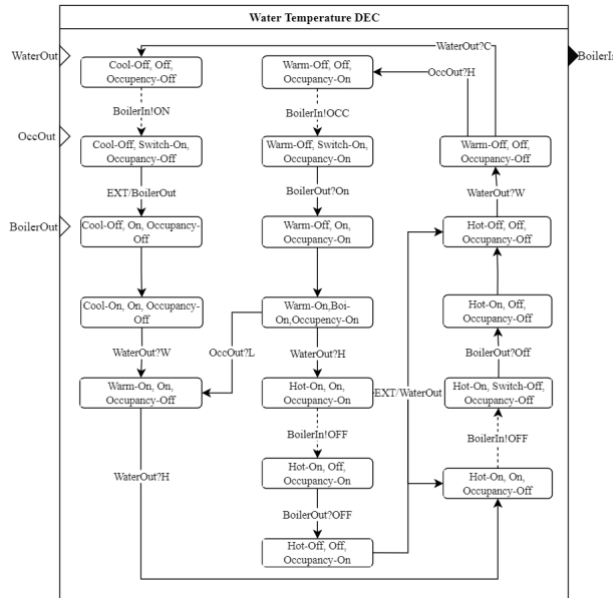 Water Temperature DEC
WaterOut
BoilerIn
OccOut
BoilerOut
Cool-Off, Off,
Occupency-Off
BoilerIn!ON
Cool-Off, Switch-On,
Occupancy-Off
EXT/BoilerOut
Cool-Off, On, Occupancy-
Off
Cool-On, On, Occupancy-
Off
WaterOut?W
Warm-On, On,
Occupancy-Off
WaterOut?H
Warm-Off, Off,
Occupancy-On
BoilerIn!OCC
Warm-Off, Switch-On,
Occupancy-On
BoilerOut?On
Warm-Off, On,
Occupancy-On
Warm-On,Boi-
On,Occupency-On
OccOut?L
WaterOut?H
Hot-On, On,
Occupancy-On
BoilerIn!OFF
Hot-On, Off,
Occupancy-On
BoilerOut?OFF
Hot-Off, Off,
Occupancy-On
EXT/WaterOut
WaterOut?C
OccOut?H
Warm-Off, Off,
Occupancy-Off
WaterOut?W
Hot-Off, Off,
Occupancy-Off
Hot-On, Off,
Occupancy-Off
BoilerOut?Off
Hot-On, Switch-Off,
Occupancy-Off
BoilerIn!OFF
Hot-On, On,
Occupancy-Off